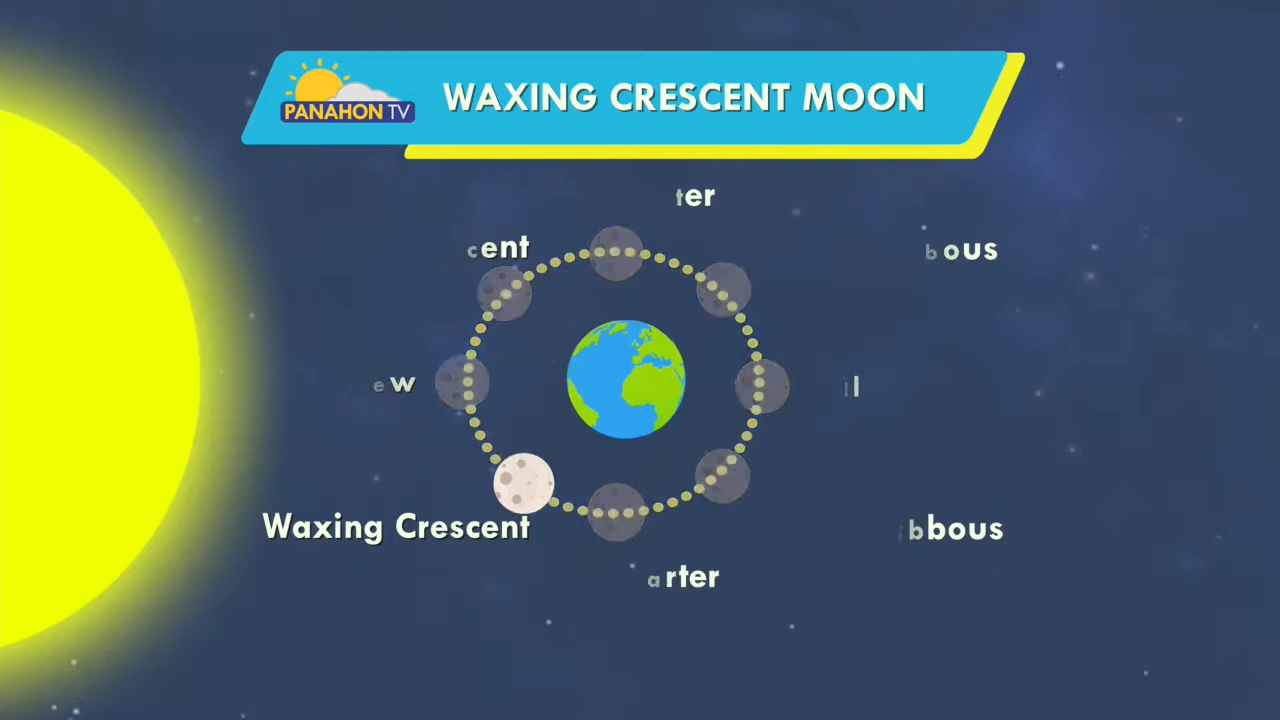 PANAHON TV
WAXING CRESCENT MOON
ter
cent
bous
ew
l
Waxing Crescent
bbous
arter